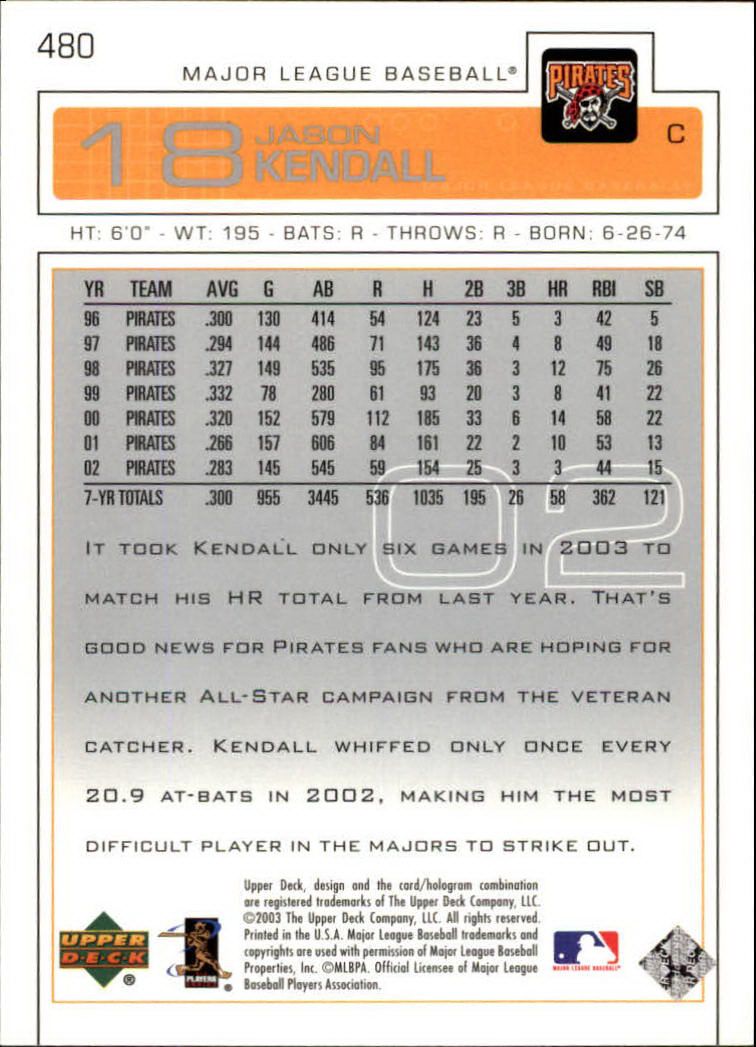 480
MAJOR LEAGUE BASEBALL®
PIRATES
18 JASON KENDALL
C
MAJOR LEAGUE BASEBALL
HT: 6'0" - WT: 195 - BATS: R - THROWS: R - BORN: 6-26-74
YR TEAM AVG G AB R H 2B 3B HR RBI SB
96 PIRATES .300 130 414 54 124 23 5 3 42 5
97 PIRATES .294 144 486 71 143 36 4 8 49 18
98 PIRATES .327 149 535 95 175 36 3 12 75 26
99 PIRATES .332 78 280 61 93 20 3 8 41 22
00 PIRATES .320 152 579 112 185 33 6 14 58 22
01 PIRATES .266 157 606 84 161 22 2 10 53 13
02 PIRATES .283 145 545 59 154 25 3 3 44 15
7-YR TOTALS .300 955 3445 536 1035 195 26 58 362 121
02
IT TOOK KENDALL ONLY SIX GAMES IN 2003 TO
MATCH HIS HR TOTAL FROM LAST YEAR. THAT'S
GOOD NEWS FOR PIRATES FANS WHO ARE HOPING FOR
ANOTHER ALL-STAR CAMPAIGN FROM THE VETERAN
CATCHER. KENDALL WHIFFED ONLY ONCE EVERY
20.9 AT-BATS IN 2002, MAKING HIM THE MOST
DIFFICULT PLAYER IN THE MAJORS TO STRIKE OUT.
Upper Deck, design and the card/hologram combination
are registered trademarks of The Upper Deck Company, LLC.
©2003 The Upper Deck Company, LLC. All rights reserved.
Printed in the U.S.A. Major League Baseball trademarks and
copyrights are used with permission of Major League Baseball
Properties, Inc. ©MLBPA. Official Licensee of Major League
Baseball Players Association.
UPPER
D·E·C·K
®
PLAYERS
CHOICE
®
MAJOR LEAGUE BASEBALL®